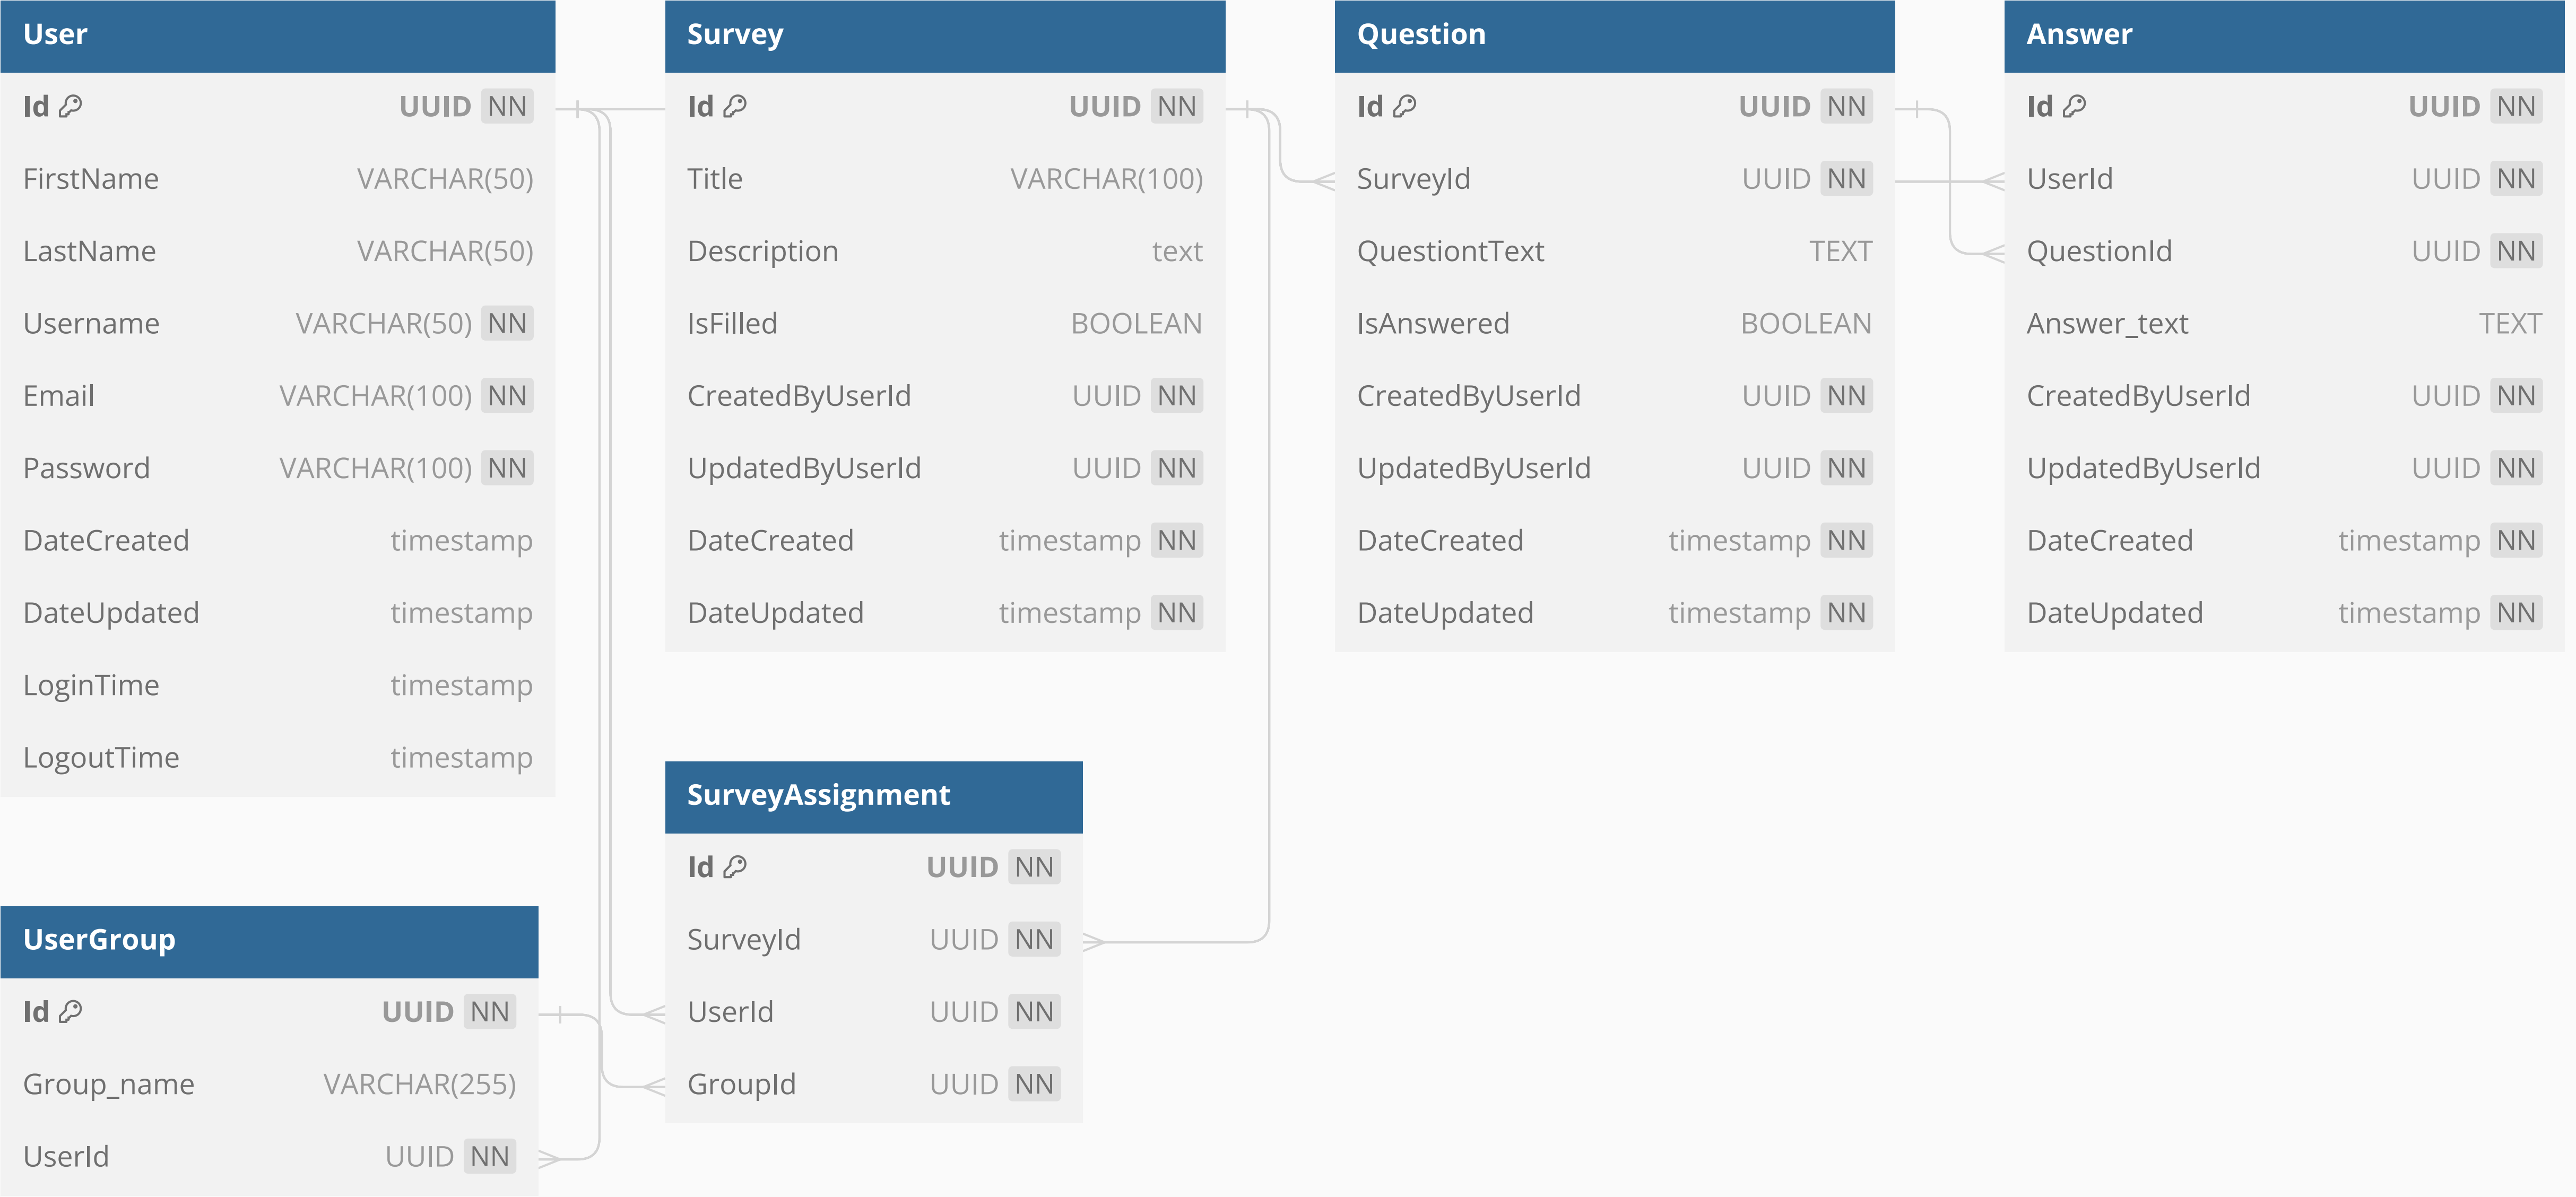 User
Id UUID NN
FirstName VARCHAR(50)
LastName VARCHAR(50)
Username VARCHAR(50) NN
Email VARCHAR(100) NN
Password VARCHAR(100) NN
DateCreated timestamp
DateUpdated timestamp
LoginTime timestamp
LogoutTime timestamp
Survey
Id UUID NN
Title VARCHAR(100)
Description text
IsFilled BOOLEAN
CreatedByUserId UUID NN
UpdatedByUserId UUID NN
DateCreated timestamp NN
DateUpdated timestamp NN
Question
Id UUID NN
SurveyId UUID NN
QuestiontText TEXT
IsAnswered BOOLEAN
CreatedByUserId UUID NN
UpdatedByUserId UUID NN
DateCreated timestamp NN
DateUpdated timestamp NN
Answer
Id UUID NN
UserId UUID NN
QuestionId UUID NN
Answer_text TEXT
CreatedByUserId UUID NN
UpdatedByUserId UUID NN
DateCreated timestamp NN
DateUpdated timestamp NN
SurveyAssignment
Id UUID NN
SurveyId UUID NN
UserId UUID NN
GroupId UUID NN
UserGroup
Id UUID NN
Group_name VARCHAR(255)
UserId UUID NN